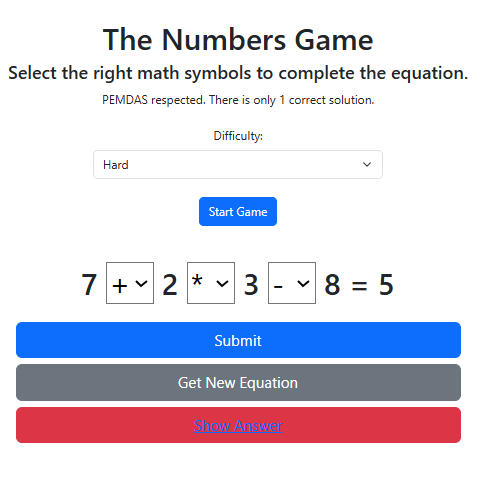 The Numbers Game
Select the right math symbols to complete the equation.
PEMDAS respected. There is only 1 correct solution.
Difficulty:
Hard
Start Game
7 + 2 * 3 - 8 = 5
Submit
Get New Equation
Show Answer